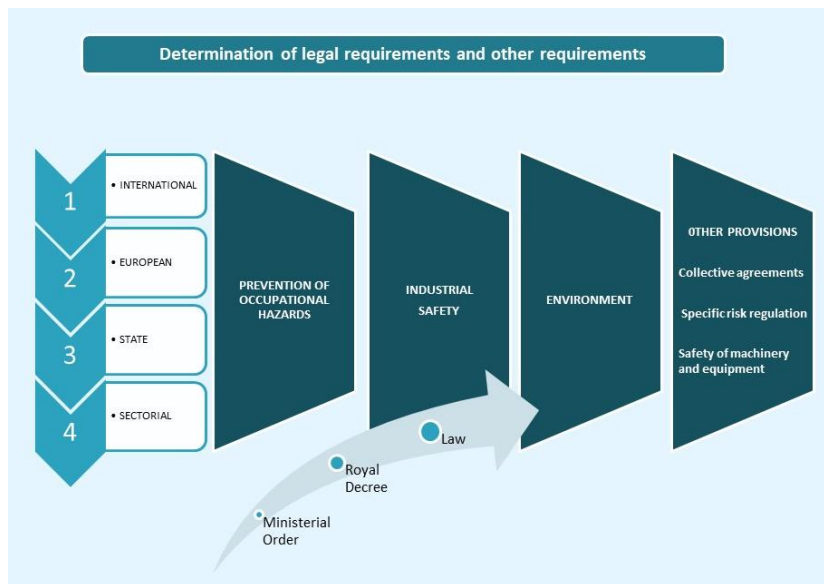 Determination of legal requirements and other requirements
1
• INTERNATIONAL
2
• EUROPEAN
3
• STATE
4
• SECTORIAL
PREVENTION OF
OCCUPATIONAL
HAZARDS
INDUSTRIAL
SAFETY
ENVIRONMENT
0THER PROVISIONS
Collective agreements
Specific risk regulation
Safety of machinery
and equipment
Law
Royal
Decree
Ministerial
Order